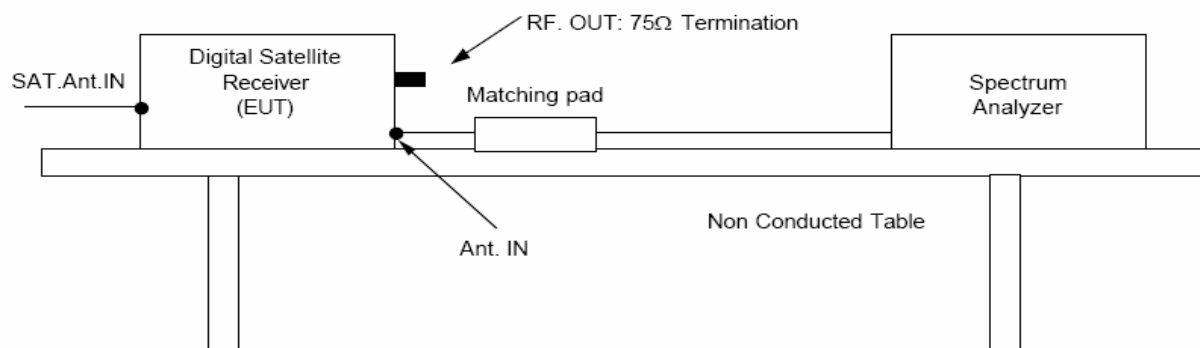 RF. OUT: 75Ω Termination
Digital Satellite
Receiver
(EUT)
SAT.Ant.IN
Matching pad
Spectrum
Analyzer
Non Conducted Table
Ant. IN